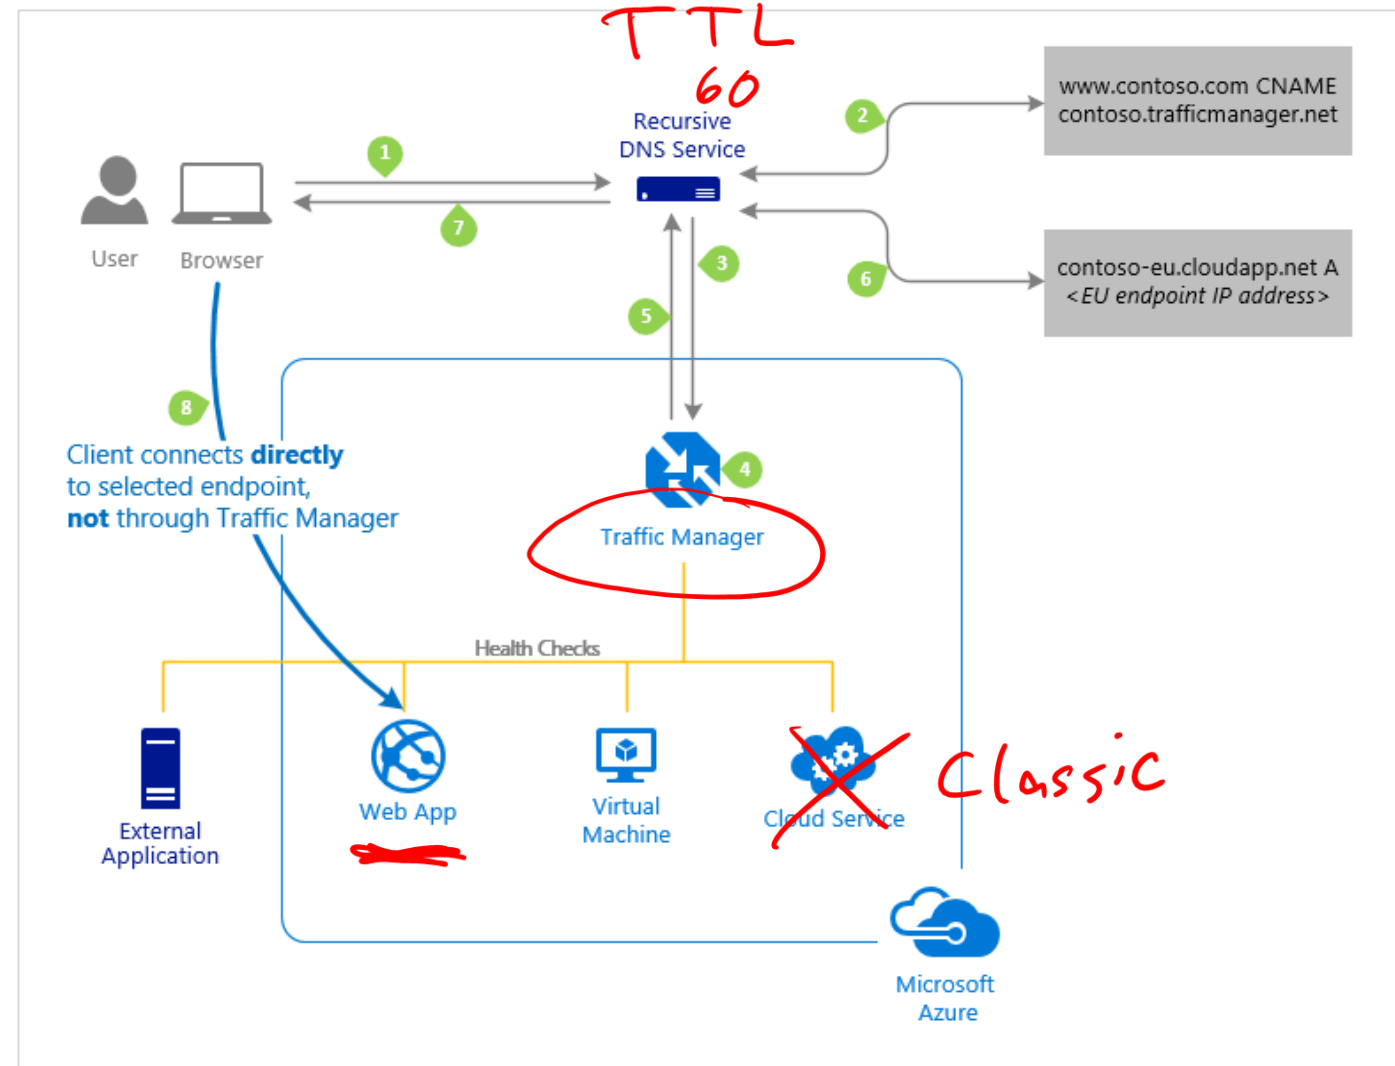 TTL
60
Recursive
DNS Service
www.contoso.com CNAME
contoso.trafficmanager.net
1
2
User
Browser
7
3
6
contoso-eu.cloudapp.net A
<EU endpoint IP address>
5
8
Client connects directly
to selected endpoint,
not through Traffic Manager
4
Traffic Manager
Health Checks
External
Application
Web App
Virtual
Machine
Cloud Service
Classic
Microsoft
Azure